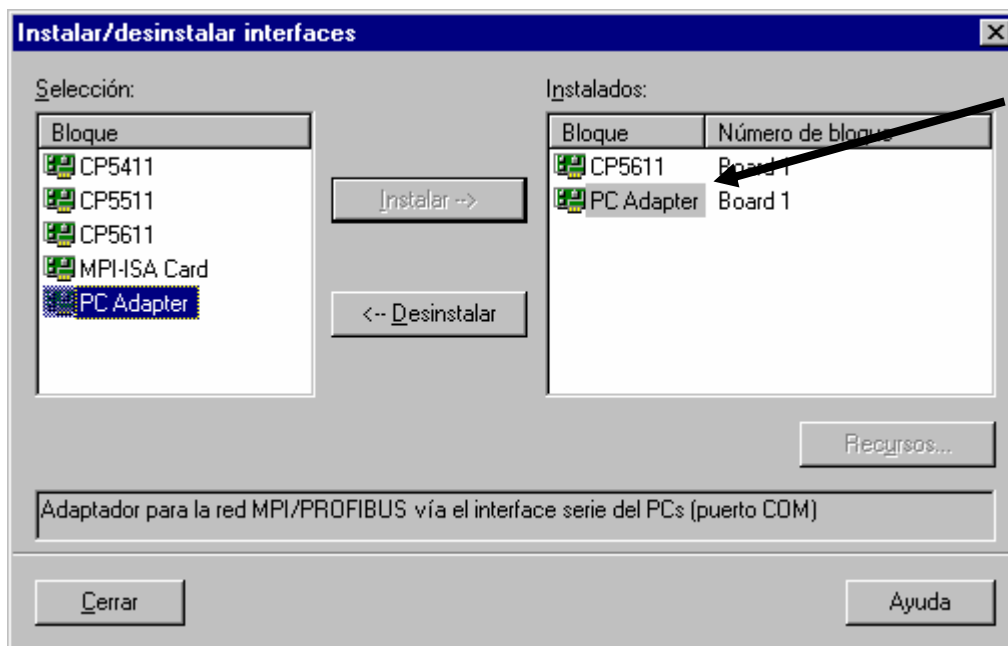 Instalar/desinstalar interfaces
Selección:
Instalados:
Bloque
CP5411
CP5511
CP5611
MPI-ISA Card
PC Adapter
Instalar -->
<-- Desinstalar
Bloque Número de bloque
CP5611 Board 1
PC Adapter Board 1
Recursos...
Adaptador para la red MPI/PROFIBUS vía el interface serie del PCs (puerto COM)
Cerrar
Ayuda